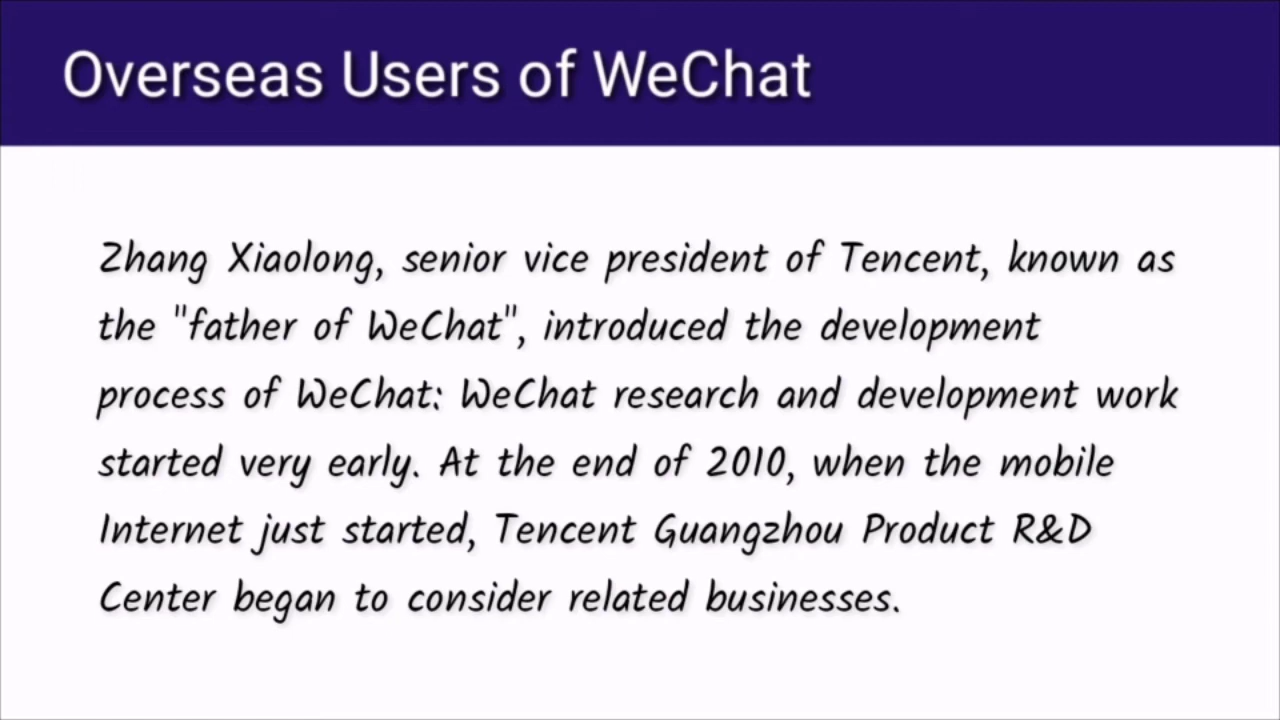 Overseas Users of WeChat
Zhang Xiaolong, senior vice president of Tencent, known as
the "father of WeChat", introduced the development
process of WeChat: WeChat research and development work
started very early. At the end of 2010, when the mobile
Internet just started, Tencent Guangzhou Product R&D
Center began to consider related businesses.